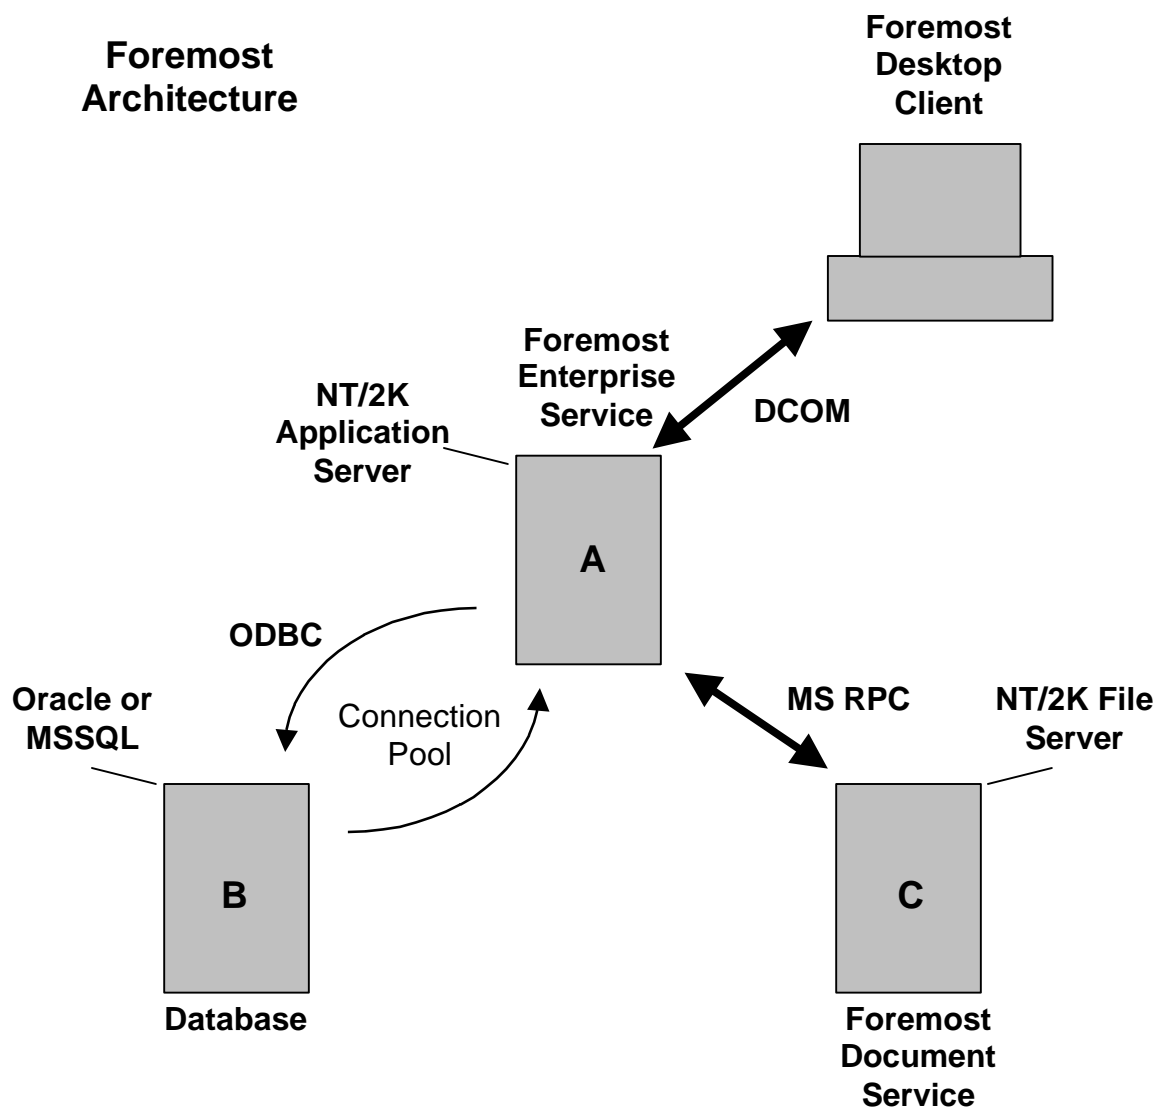 Foremost
Architecture
Foremost
Desktop
Client
Foremost
Enterprise
Service
DCOM
NT/2K
Application
Server
A
ODBC
Connection
Pool
Oracle or
MSSQL
MS RPC
NT/2K File
Server
B
C
Database
Foremost
Document
Service